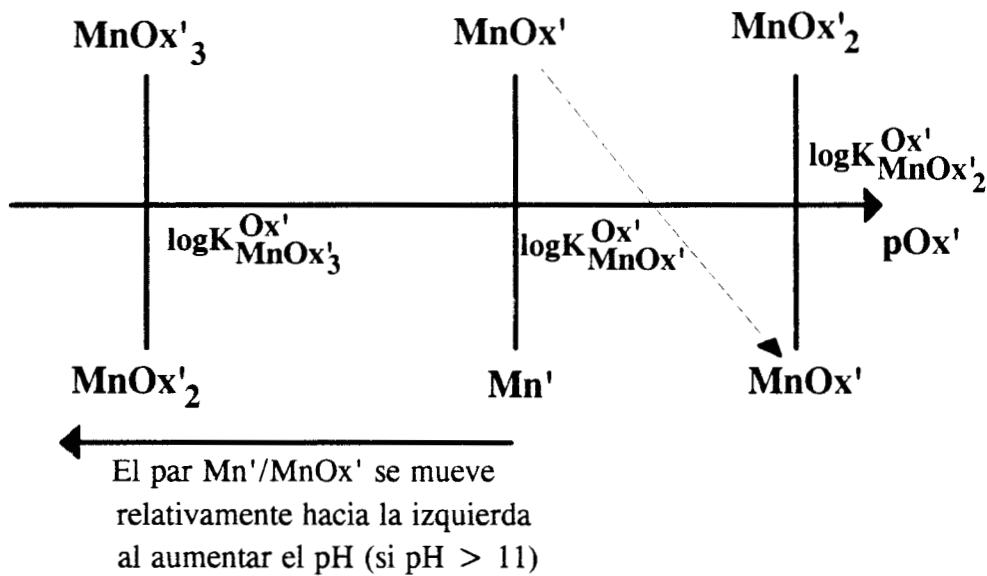 MnOx'3
MnOx'
MnOx'2
logK Ox' MnOx'2
logK Ox' MnOx'3
logK Ox' MnOx'
pOx'
MnOx'2
Mn'
MnOx'
El par Mn'/MnOx' se mueve
relativamente hacia la izquierda
al aumentar el pH (si pH > 11)